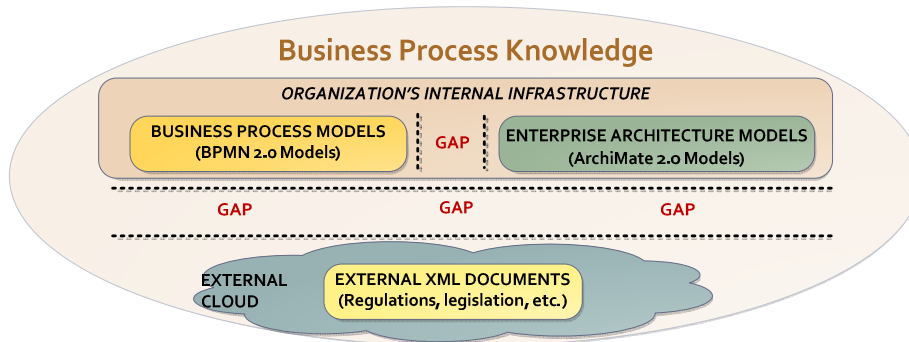 Business Process Knowledge
ORGANIZATION'S INTERNAL INFRASTRUCTURE
BUSINESS PROCESS MODELS
(BPMN 2.0 Models)
GAP
ENTERPRISE ARCHITECTURE MODELS
(ArchiMate 2.0 Models)
GAP GAP GAP
EXTERNAL
CLOUD
EXTERNAL XML DOCUMENTS
(Regulations, legislation, etc.)